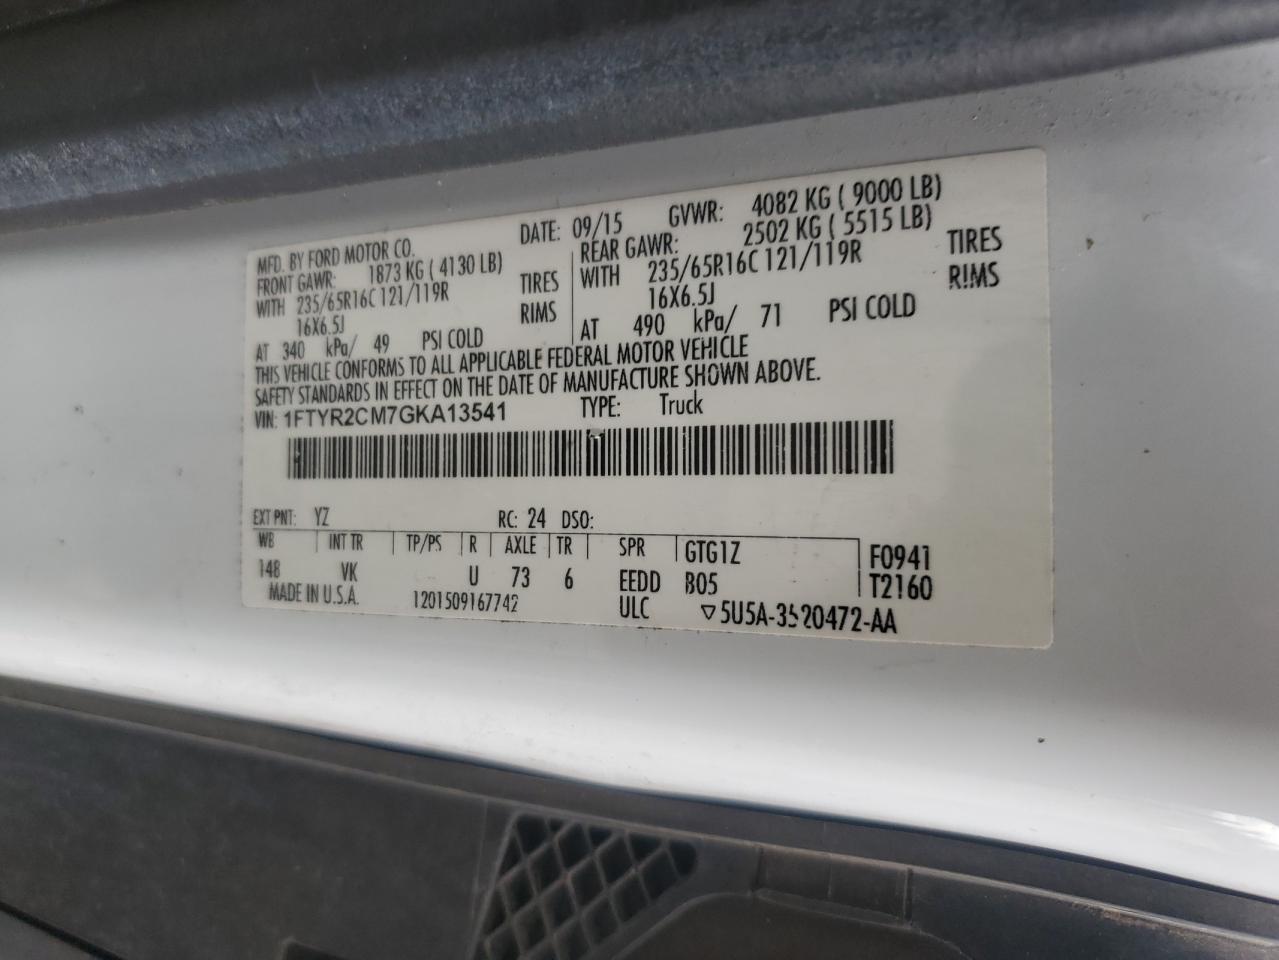 MFD. BY FORD MOTOR CO. DATE: 09/15 GVWR: 4082 KG ( 9000 LB)
FRONT GAWR: 1873 KG ( 4130 LB) REAR GAWR: 2502 KG ( 5515 LB)
WITH 235/65R16C 121/119R TIRES WITH 235/65R16C 121/119R TIRES
16X6.5J RIMS 16X6.5J RIMS
AT 340 kPa/ 49 PSI COLD AT 490 kPa/ 71 PSI COLD
THIS VEHICLE CONFORMS TO ALL APPLICABLE FEDERAL MOTOR VEHICLE
SAFETY STANDARDS IN EFFECT ON THE DATE OF MANUFACTURE SHOWN ABOVE.
VIN: 1FTYR2CM7GKA13541 TYPE: Truck
EXT PNT: YZ RC: 24 DSO:
WB INT TR TP/PS R AXLE TR SPR GTG1Z F0941
148 VK U 73 6 EEDD B05 T2160
MADE IN U.S.A. 1201509167742 ULC ▽5U5A-3520472-AA